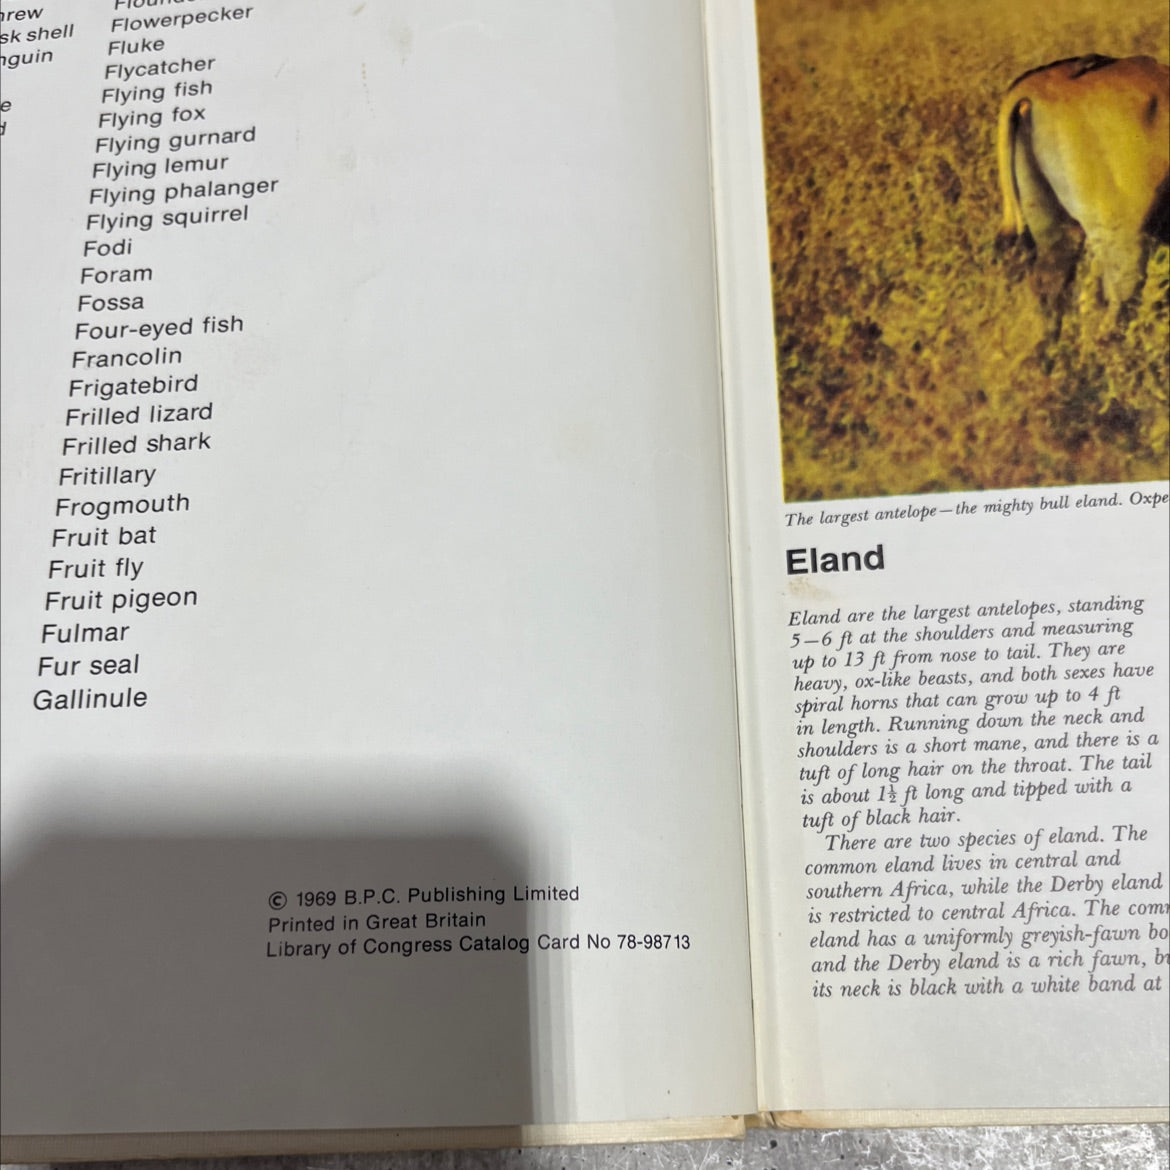 sk shell
Flowerpecker
Fluke
Flycatcher
Flying fish
Flying fox
Flying gurnard
Flying lemur
Flying phalanger
Flying squirrel
Fodi
Foram
Fossa
Four-eyed fish
Francolin
Frigatebird
Frilled lizard
Frilled shark
Fritillary
Frogmouth
Fruit bat
Fruit fly
Fruit pigeon
Fulmar
Fur seal
Gallinule
© 1969 B.P.C. Publishing Limited
Printed in Great Britain
Library of Congress Catalog Card No 78-98713
The largest antelope—the mighty bull eland. Oxpe
Eland
Eland are the largest antelopes, standing
5–6 ft at the shoulders and measuring
up to 13 ft from nose to tail. They are
heavy, ox-like beasts, and both sexes have
spiral horns that can grow up to 4 ft
in length. Running down the neck and
shoulders is a short mane, and there is a
tuft of long hair on the throat. The tail
is about 1½ ft long and tipped with a
tuft of black hair.
There are two species of eland. The
common eland lives in central and
southern Africa, while the Derby eland
is restricted to central Africa. The com
eland has a uniformly greyish-fawn bo
and the Derby eland is a rich fawn, b
its neck is black with a white band at